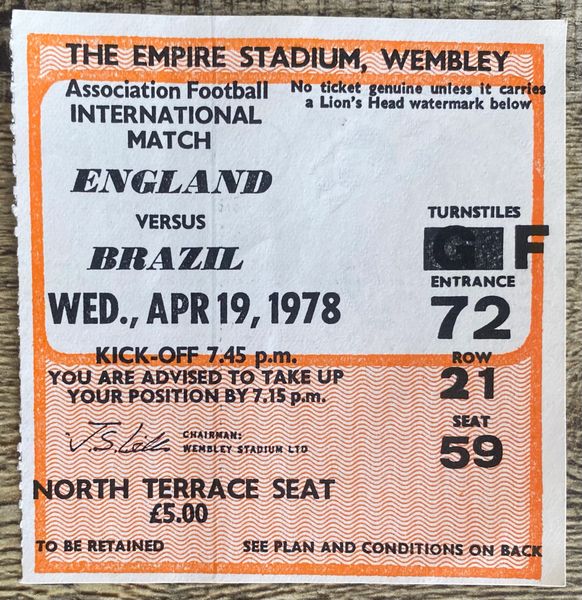 THE EMPIRE STADIUM, WEMBLEY
Association Football
INTERNATIONAL
MATCH
No ticket genuine unless it carries
a Lion's Head watermark below
ENGLAND
VERSUS
BRAZIL
WED., APR 19, 1978
KICK-OFF 7.45 p.m.
YOU ARE ADVISED TO TAKE UP
YOUR POSITION BY 7.15 p.m.
TURNSTILES
G F
ENTRANCE
72
ROW
21
SEAT
59
CHAIRMAN:
WEMBLEY STADIUM LTD
NORTH TERRACE SEAT
£5.00
TO BE RETAINED
SEE PLAN AND CONDITIONS ON BACK